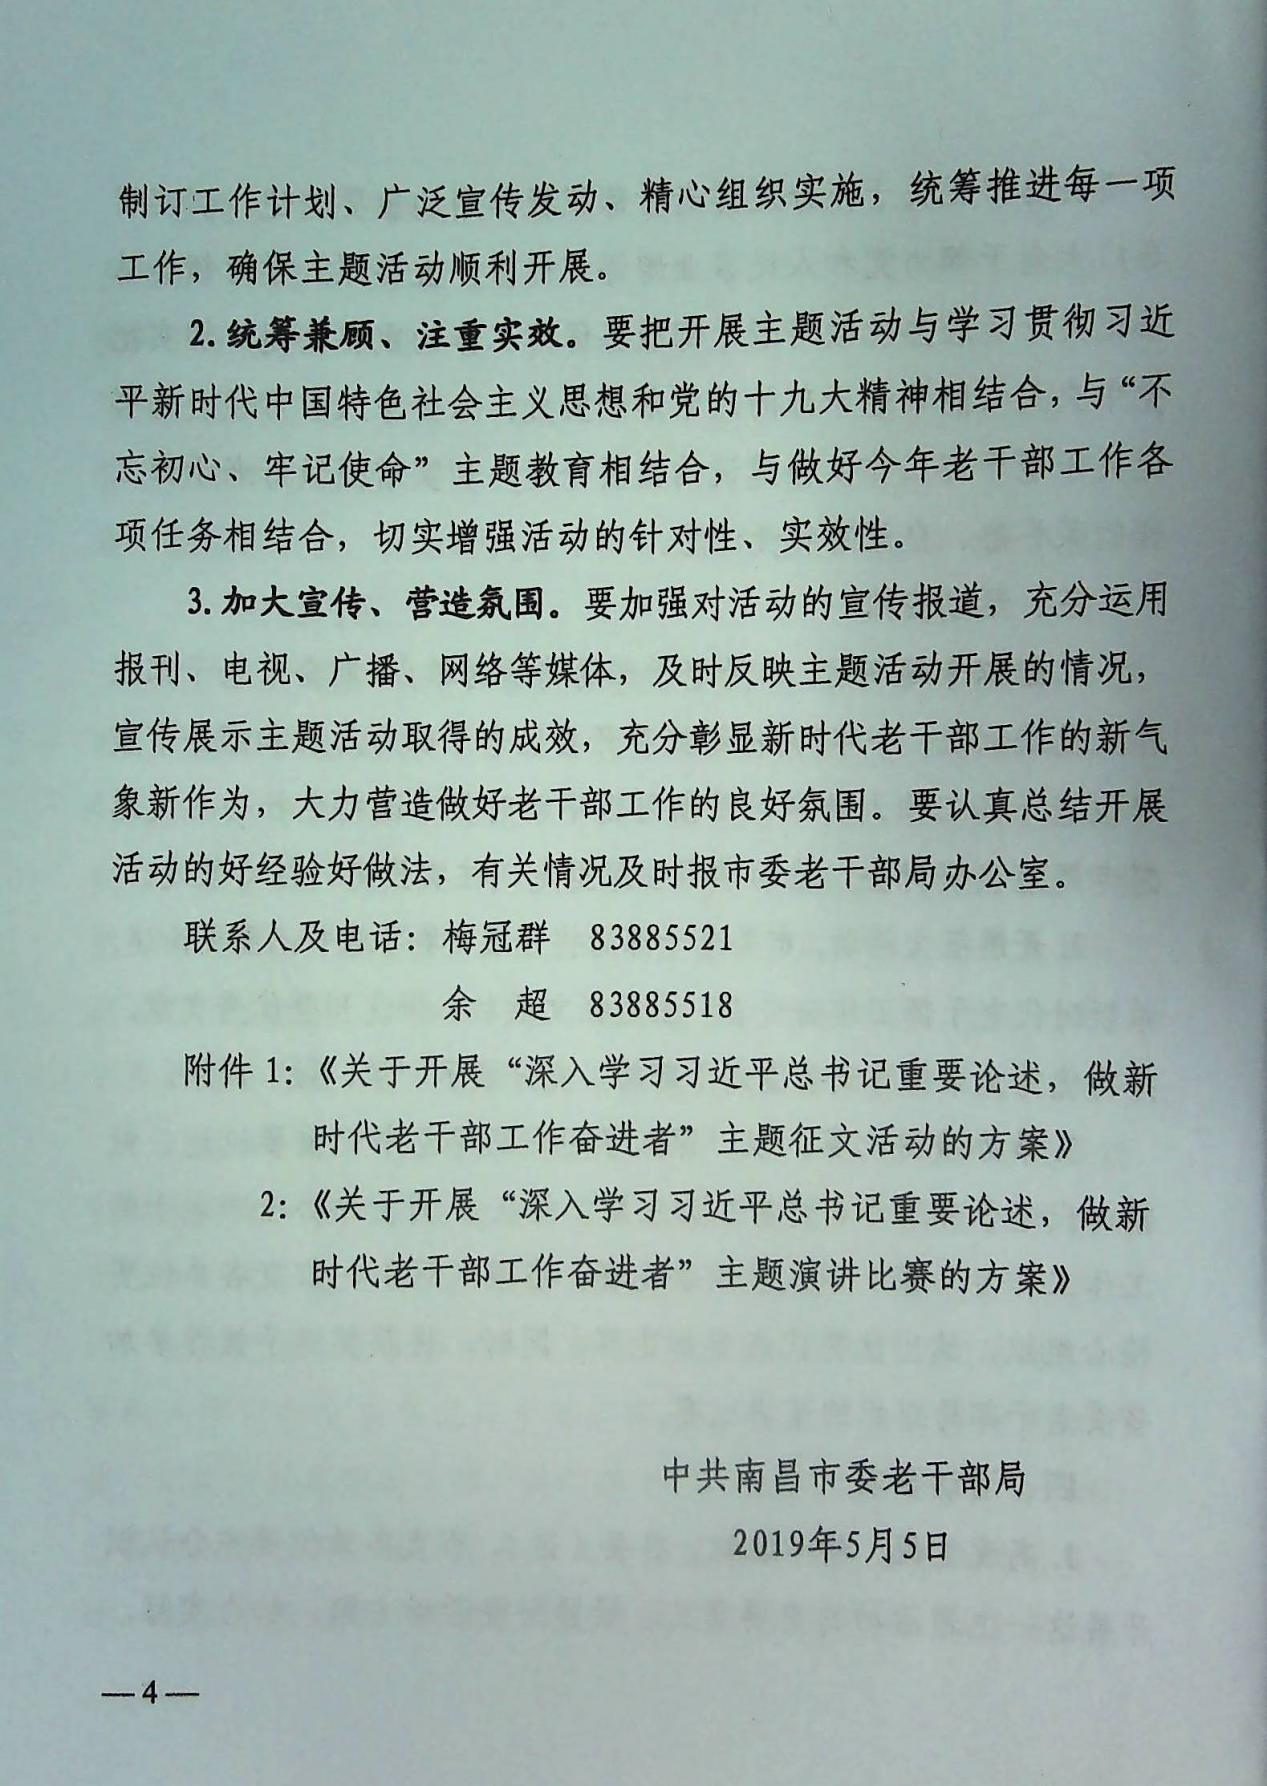 制订工作计划、广泛宣传发动、精心组织实施，统筹推进每一项
工作，确保主题活动顺利开展。
2. 统筹兼顾、注重实效。要把开展主题活动与学习贯彻习近
平新时代中国特色社会主义思想和党的十九大精神相结合，与“不
忘初心、牢记使命”主题教育相结合，与做好今年老干部工作各
项任务相结合，切实增强活动的针对性、实效性。
3. 加大宣传、营造氛围。要加强对活动的宣传报道，充分运用
报刊、电视、广播、网络等媒体，及时反映主题活动开展的情况，
宣传展示主题活动取得的成效，充分彰显新时代老干部工作的新气
象新作为，大力营造做好老干部工作的良好氛围。要认真总结开展
活动的好经验好做法，有关情况及时报市委老干部局办公室。
联系人及电话：梅冠群 83885521
余 超 83885518
附件 1:《关于开展“深入学习习近平总书记重要论述，做新
时代老干部工作奋进者”主题征文活动的方案》
2:《关于开展“深入学习习近平总书记重要论述，做新
时代老干部工作奋进者”主题演讲比赛的方案》
中共南昌市委老干部局
2019年5月5日
—4—